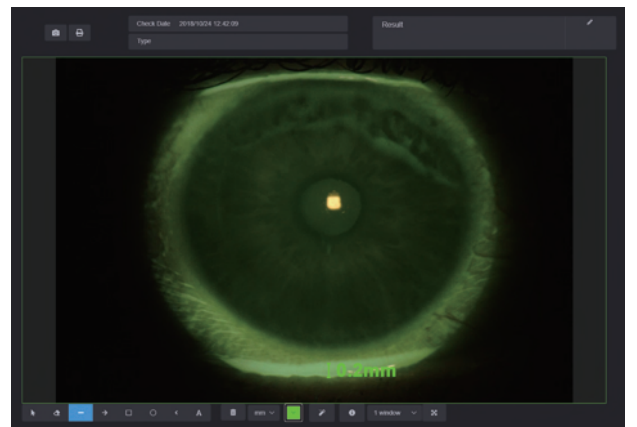 Check Date 2018/10/24 12:42:09
Result
Type
A
mm
1 window